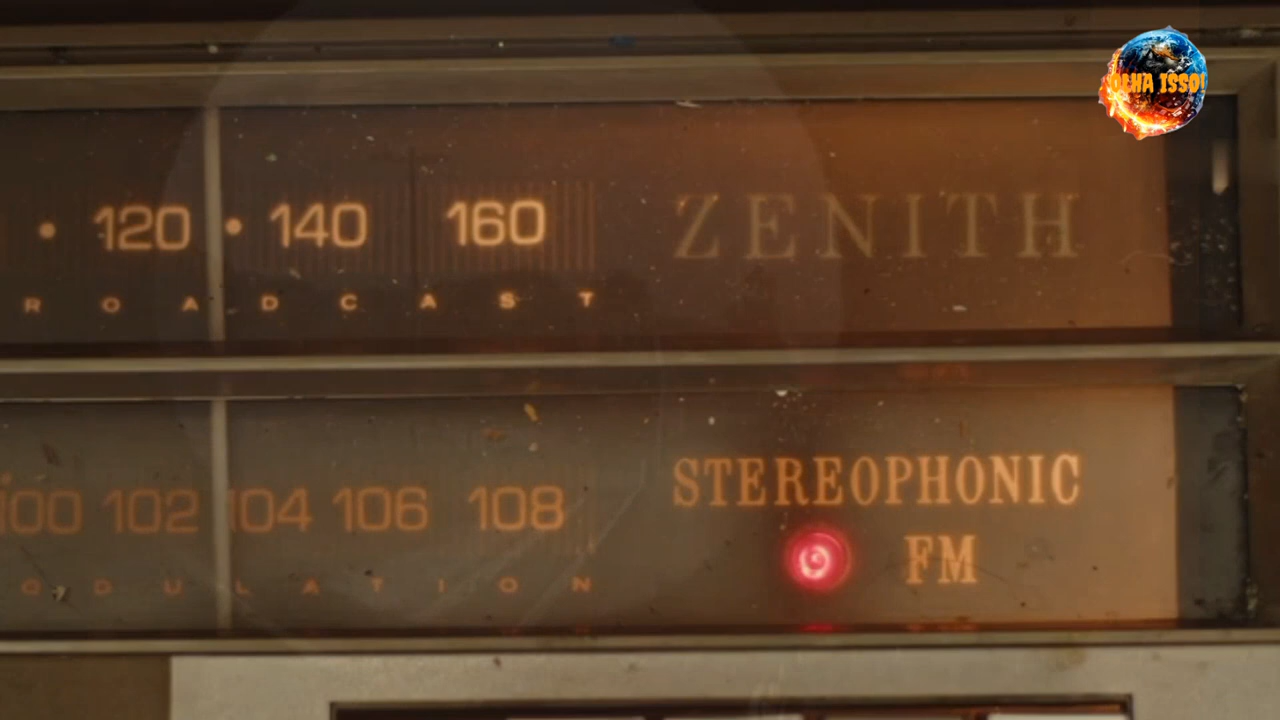 OLHA ISSO!
• 120 • 140 160 ZENITH
ROADCAST
STEREOPHONIC
100 102 104 106 108
FM
ODULATION